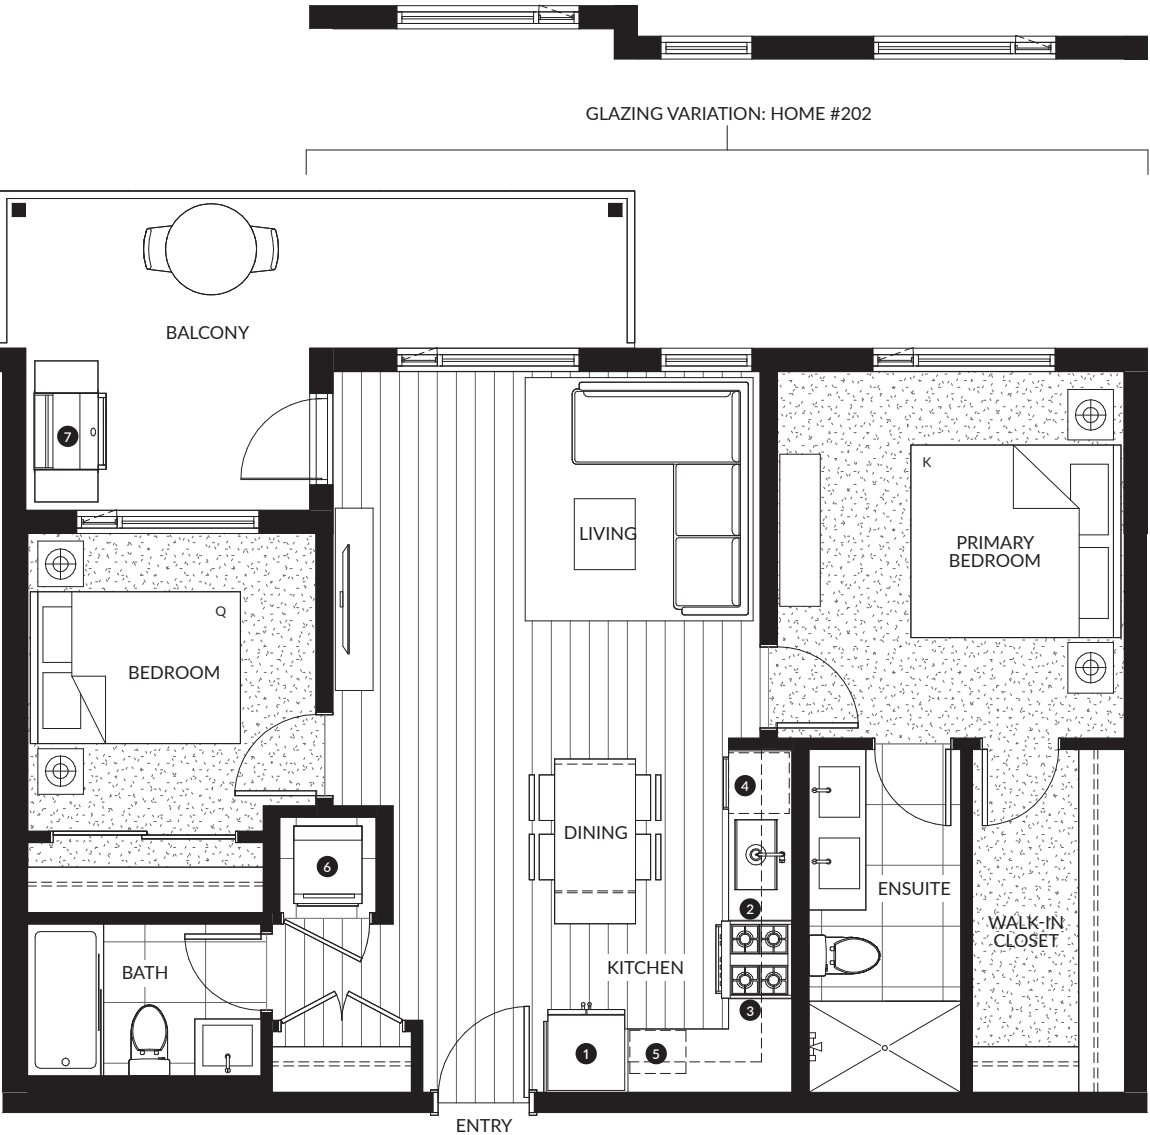 GLAZING VARIATION: HOME #202
BALCONY
7
K
LIVING
PRIMARY
BEDROOM
Q
BEDROOM
4
DINING
6
ENSUITE
2
WALK-IN
CLOSET
BATH
KITCHEN
3
1
5
ENTRY